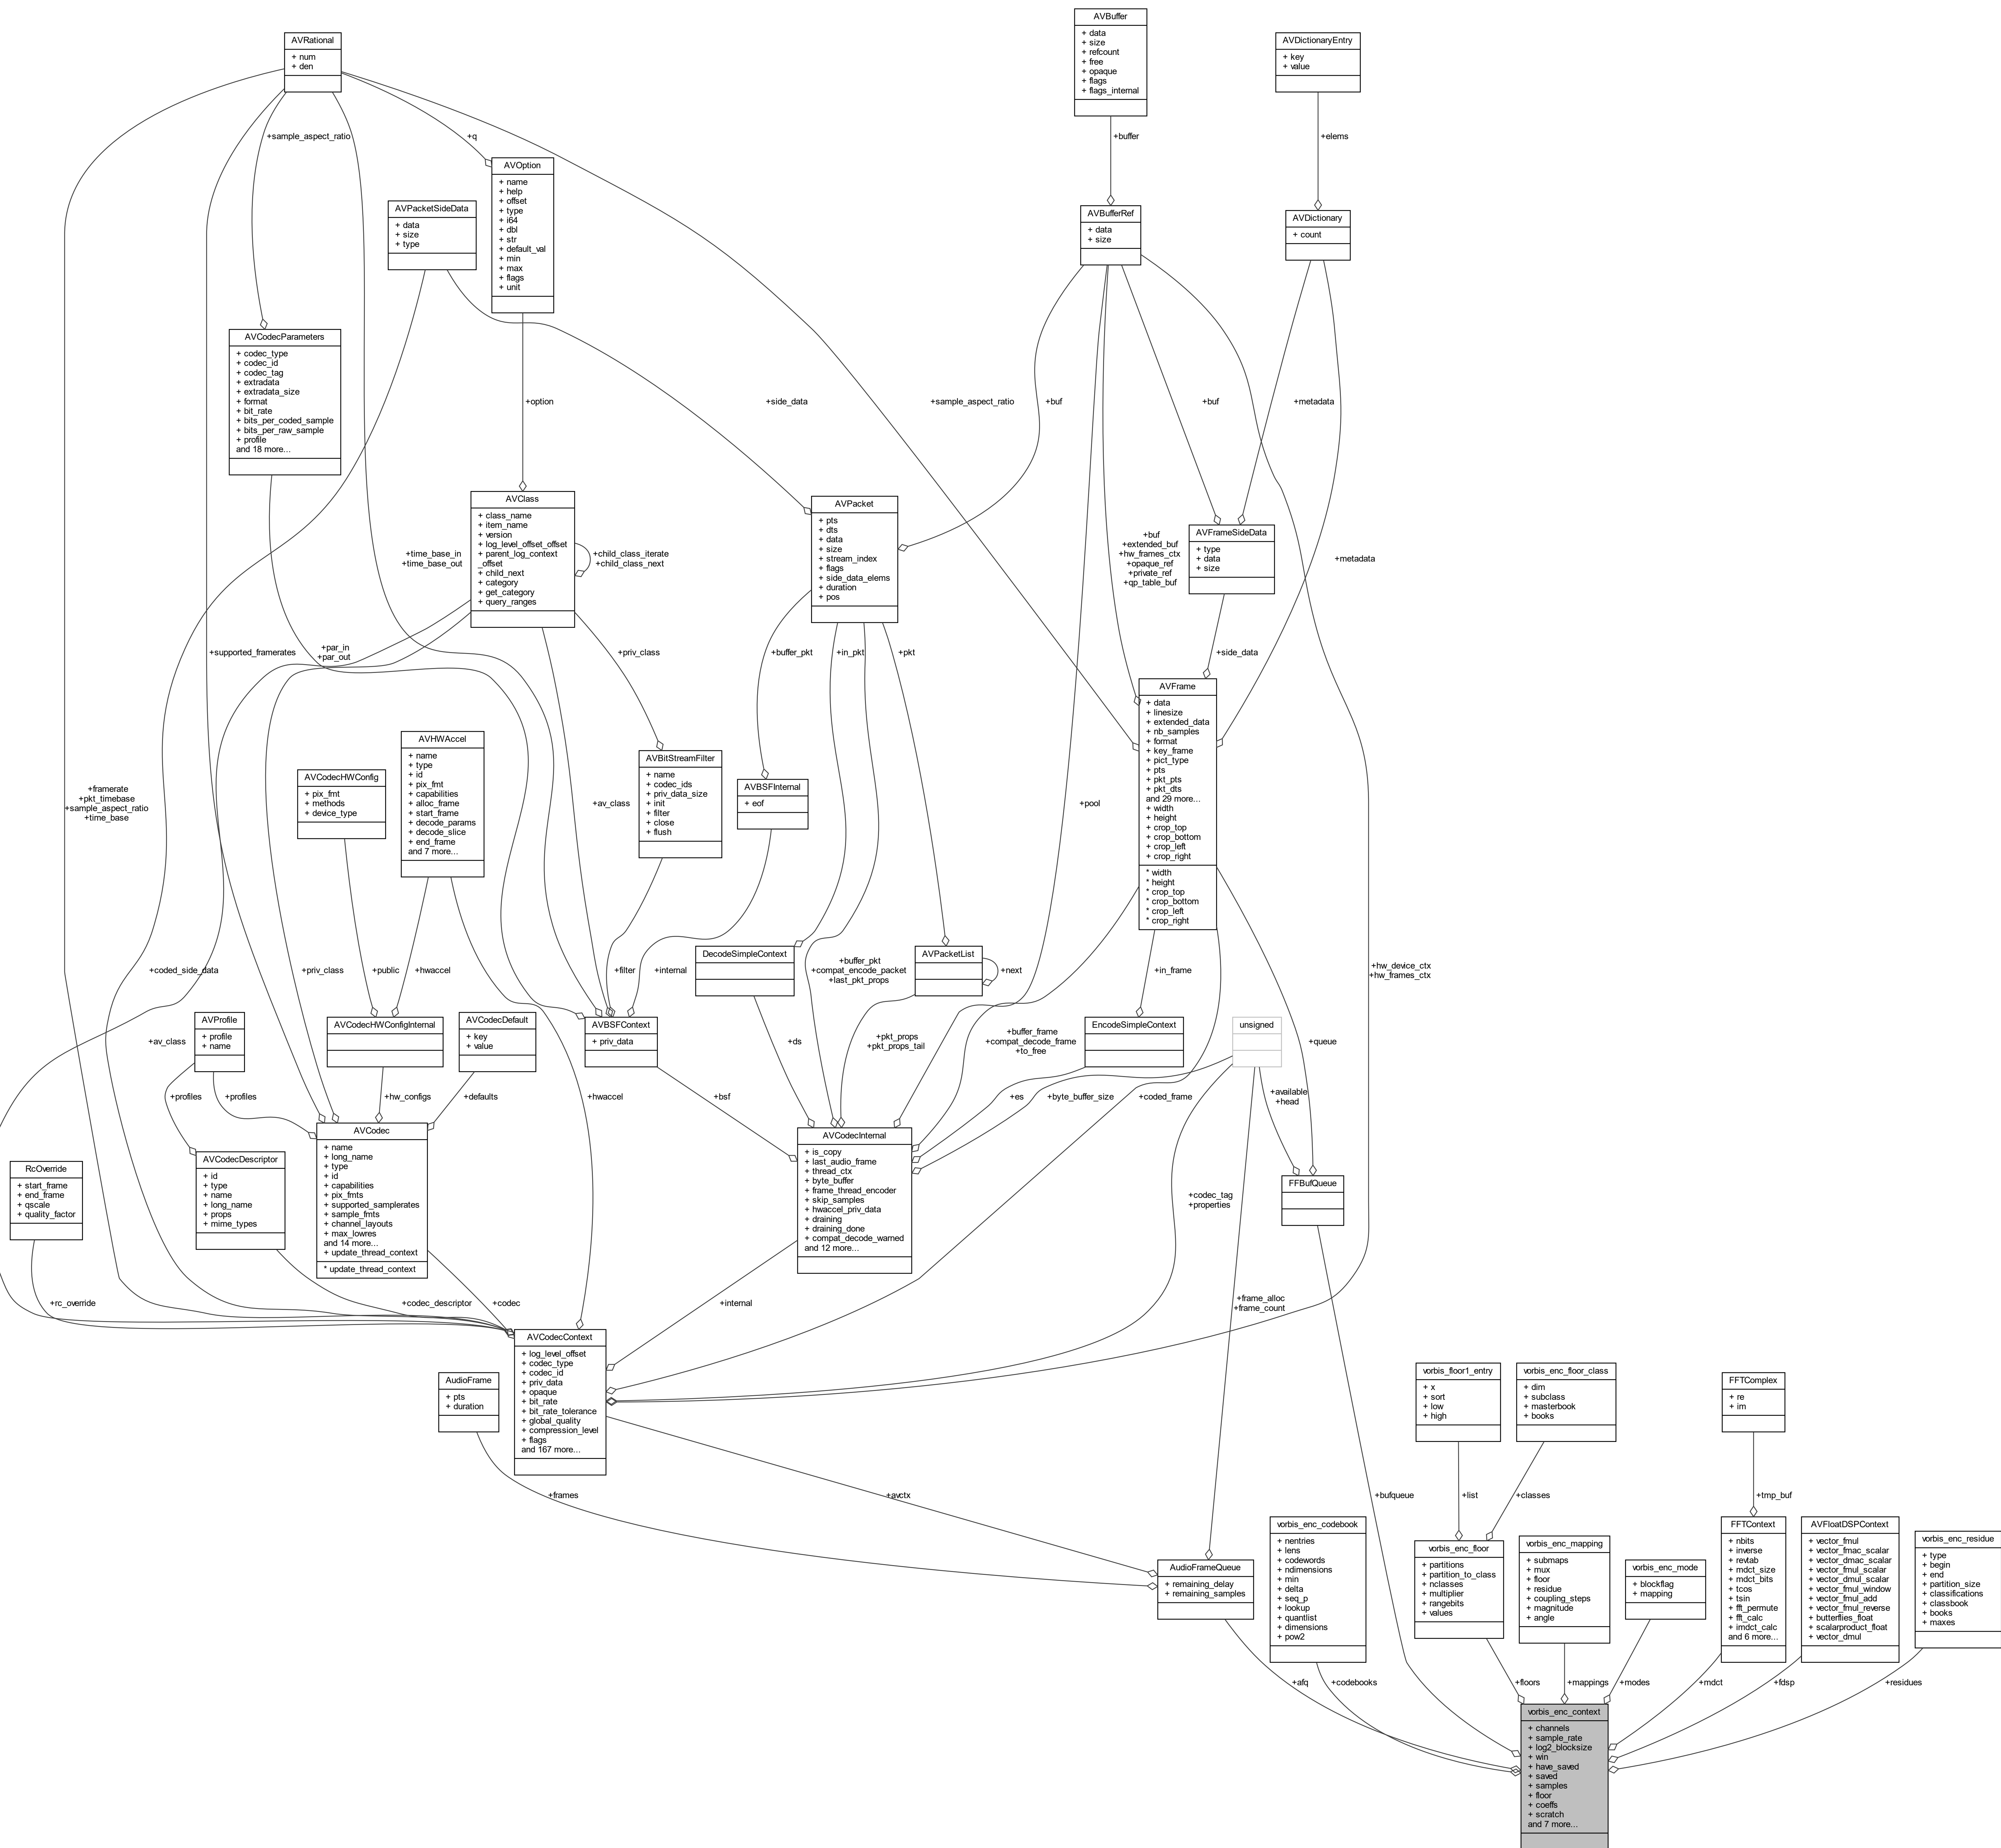 AVBuffer
+ data
+ size
+ refcount
+ free
+ opaque
+ flags
+ flags_internal
AVRational
+ num
+ den
AVDictionaryEntry
+ key
+ value
+sample_aspect_ratio
+q
+buffer
+elems
AVOption
+ name
+ help
+ offset
+ type
+ i64
+ dbl
+ str
+ default_val
+ min
+ max
+ flags
+ unit
AVPacketSideData
+ data
+ size
+ type
AVBufferRef
+ data
+ size
AVDictionary
+ count
AVCodecParameters
+ codec_type
+ codec_id
+ codec_tag
+ extradata
+ extradata_size
+ format
+ bit_rate
+ bits_per_coded_sample
+ bits_per_raw_sample
+ profile
and 18 more...
+option
+side_data
+sample_aspect_ratio
+buf
+buf
+metadata
AVClass
+ class_name
+ item_name
+ version
+ log_level_offset_offset
+ parent_log_context
_offset
+ child_next
+ category
+ get_category
+ query_ranges
+child_class_iterate
+child_class_next
AVPacket
+ pts
+ dts
+ data
+ size
+ stream_index
+ flags
+ side_data_elems
+ duration
+ pos
+time_base_in
+time_base_out
+buf
+extended_buf
+hw_frames_ctx
+opaque_ref
+private_ref
+qp_table_buf
AVFrameSideData
+ type
+ data
+ size
+metadata
+supported_framerates
+par_in
+par_out
+priv_class
+buffer_pkt
+in_pkt
+pkt
+side_data
AVFrame
+ data
+ linesize
+ extended_data
+ nb_samples
+ format
+ key_frame
+ pict_type
+ pts
+ pkt_pts
+ pkt_dts
and 29 more...
+ width
+ height
+ crop_top
+ crop_bottom
+ crop_left
+ crop_right
* width
* height
* crop_top
* crop_bottom
* crop_left
* crop_right
AVHWAccel
+ name
+ type
+ id
+ pix_fmt
+ capabilities
+ alloc_frame
+ start_frame
+ decode_params
+ decode_slice
+ end_frame
and 7 more...
AVCodecHWConfig
+ pix_fmt
+ methods
+ device_type
AVBitStreamFilter
+ name
+ codec_ids
+ priv_data_size
+ init
+ filter
+ close
+ flush
AVBSFInternal
+ eof
+framerate
+pkt_timebase
+sample_aspect_ratio
+time_base
+av_class
+pool
+coded_side_data
+priv_class
+public
+hwaccel
+filter
+internal
DecodeSimpleContext
+buffer_pkt
+compat_encode_packet
+last_pkt_props
AVPacketList
+next
+in_frame
+hw_device_ctx
+hw_frames_ctx
AVProfile
+ profile
+ name
AVCodecHWConfigInternal
AVCodecDefault
+ key
+ value
AVBSFContext
+ priv_data
EncodeSimpleContext
unsigned
+av_class
+ds
+pkt_props
+pkt_props_tail
+buffer_frame
+compat_decode_frame
+to_free
+queue
+profiles
+profiles
+hw_configs
+defaults
+hwaccel
+bsf
+es
+byte_buffer_size
+coded_frame
+available
+head
AVCodec
+ name
+ long_name
+ type
+ id
+ capabilities
+ pix_fmts
+ supported_samplerates
+ sample_fmts
+ channel_layouts
+ max_lowres
and 14 more...
+ update_thread_context
* update_thread_context
AVCodecInternal
+ is_copy
+ last_audio_frame
+ thread_ctx
+ byte_buffer
+ frame_thread_encoder
+ skip_samples
+ hwaccel_priv_data
+ draining
+ draining_done
+ compat_decode_warned
and 12 more...
AVCodecDescriptor
+ id
+ type
+ name
+ long_name
+ props
+ mime_types
RcOverride
+ start_frame
+ end_frame
+ qscale
+ quality_factor
+codec_tag
+properties
FFBufQueue
+rc_override
+codec_descriptor
+codec
+internal
+frame_alloc
+frame_count
AVCodecContext
+ log_level_offset
+ codec_type
+ codec_id
+ priv_data
+ opaque
+ bit_rate
+ bit_rate_tolerance
+ global_quality
+ compression_level
+ flags
and 167 more...
AudioFrame
+ pts
+ duration
vorbis_floor1_entry
+ x
+ sort
+ low
+ high
vorbis_enc_floor_class
+ dim
+ subclass
+ masterbook
+ books
FFTComplex
+ re
+ im
+frames
+avctx
+bufqueue
+list
+classes
+tmp_buf
AudioFrameQueue
+ remaining_delay
+ remaining_samples
vorbis_enc_codebook
+ nentries
+ lens
+ codewords
+ ndimensions
+ min
+ delta
+ seq_p
+ lookup
+ quantlist
+ dimensions
+ pow2
vorbis_enc_floor
+ partitions
+ partition_to_class
+ nclasses
+ multiplier
+ rangebits
+ values
vorbis_enc_mapping
+ submaps
+ mux
+ floor
+ residue
+ coupling_steps
+ magnitude
+ angle
vorbis_enc_mode
+ blockflag
+ mapping
FFTContext
+ nbits
+ inverse
+ revtab
+ mdct_size
+ mdct_bits
+ tcos
+ tsin
+ fft_permute
+ fft_calc
+ imdct_calc
and 6 more...
AVFloatDSPContext
+ vector_fmul
+ vector_fmac_scalar
+ vector_dmac_scalar
+ vector_fmul_scalar
+ vector_dmul_scalar
+ vector_fmul_window
+ vector_fmul_add
+ vector_fmul_reverse
+ butterflies_float
+ scalarproduct_float
+ vector_dmul
vorbis_enc_residue
+ type
+ begin
+ end
+ partition_size
+ classifications
+ classbook
+ books
+ maxes
+afq
+codebooks
+floors
+mappings
+modes
+mdct
+fdsp
+residues
vorbis_enc_context
+ channels
+ sample_rate
+ log2_blocksize
+ win
+ have_saved
+ saved
+ samples
+ floor
+ coeffs
+ scratch
and 7 more...